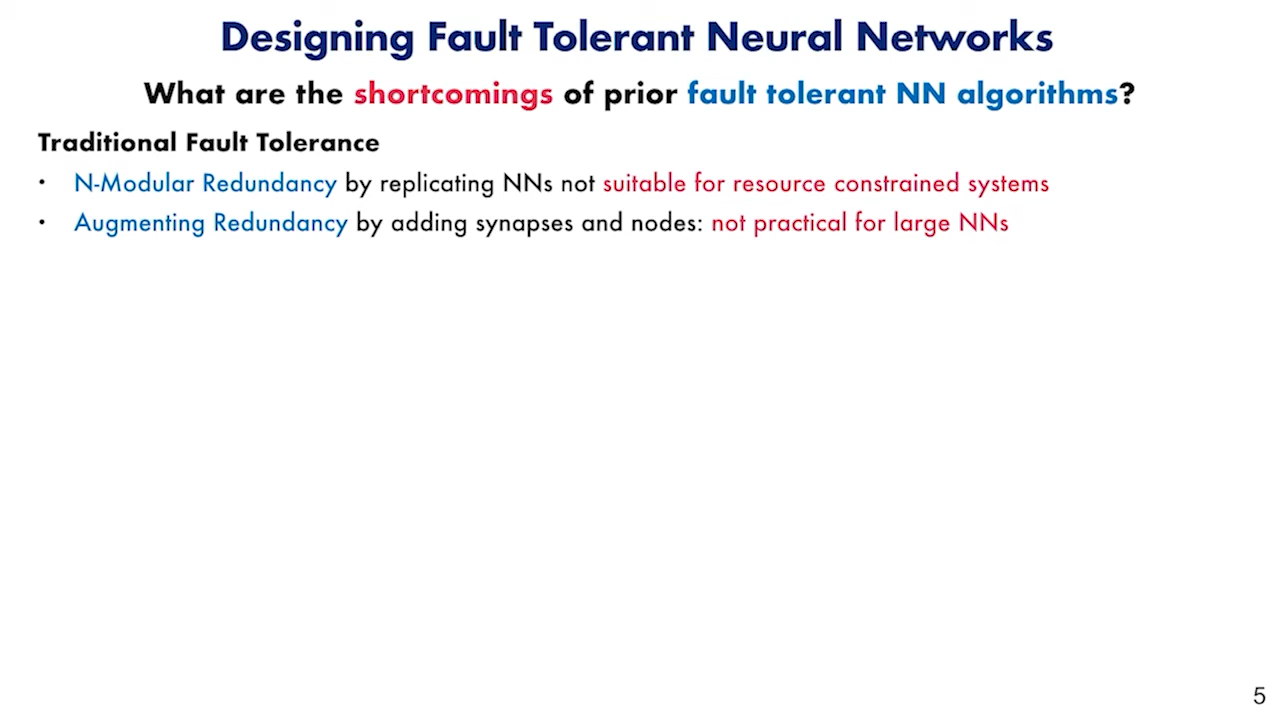 Designing Fault Tolerant Neural Networks
What are the shortcomings of prior fault tolerant NN algorithms?
Traditional Fault Tolerance
• N-Modular Redundancy by replicating NNs not suitable for resource constrained systems
• Augmenting Redundancy by adding synapses and nodes: not practical for large NNs
5